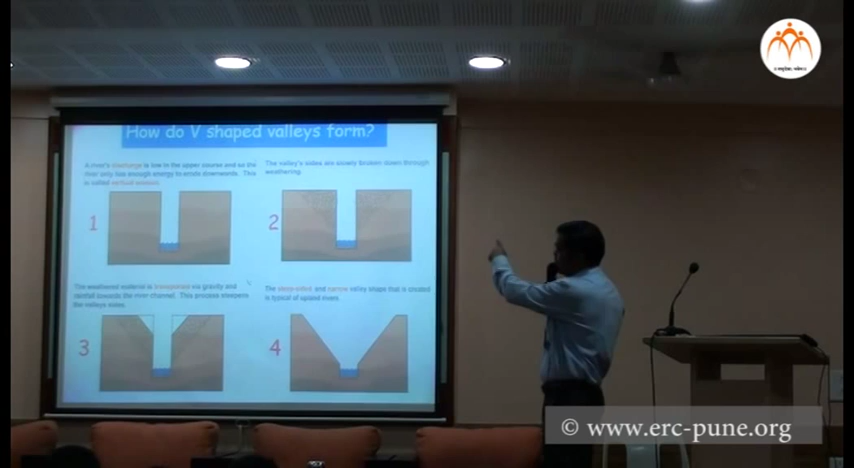 How do V shaped valleys form?
A river's discharge is low in the upper course and so the
river only has enough energy to erode downwards. This
is called vertical erosion.
The valley's sides are slowly broken down through
weathering.
1
2
The weathered material is transported via gravity and
rainfall towards the river channel. This process steepens
the valleys sides.
The steep-sided and narrow valley shape that is created
is typical of upland rivers.
3
4
© www.erc-pune.org